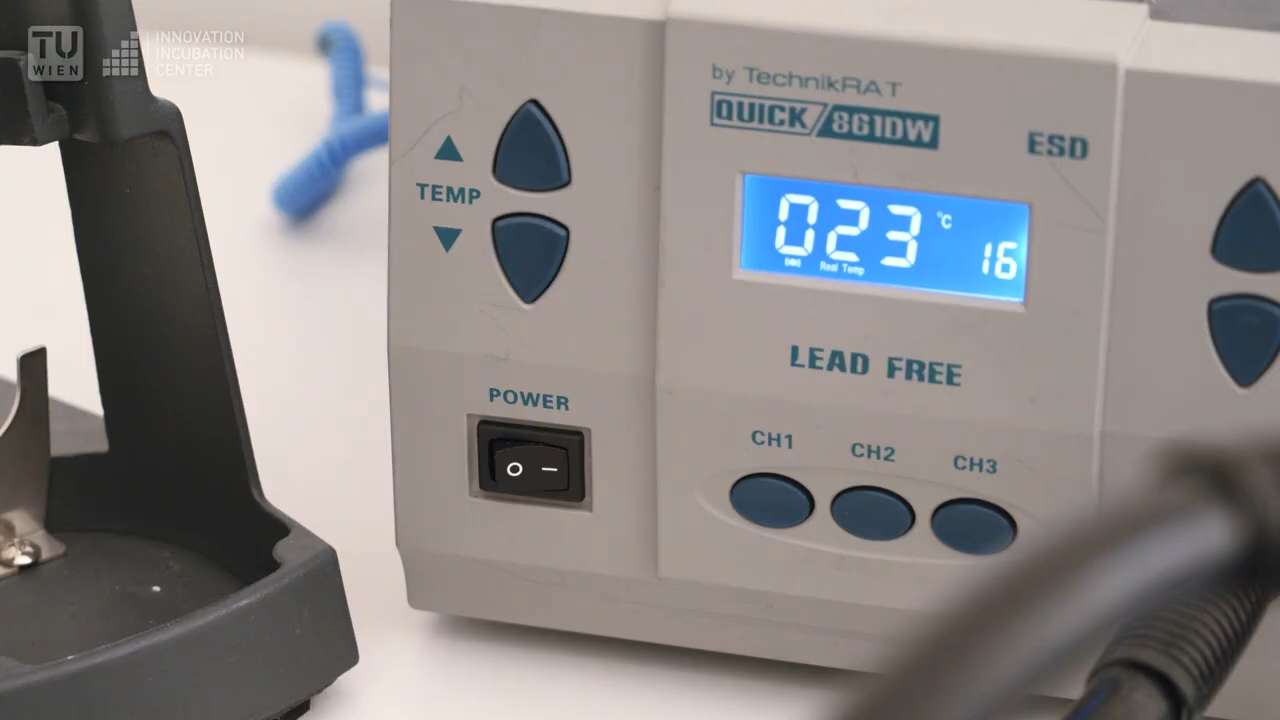 TU
WIEN
INNOVATION
INCUBATION
CENTER
by TechnikRAT
QUICK 861DW
ESD
TEMP
023 °C 16
Real Temp
LEAD FREE
POWER
CH1 CH2 CH3